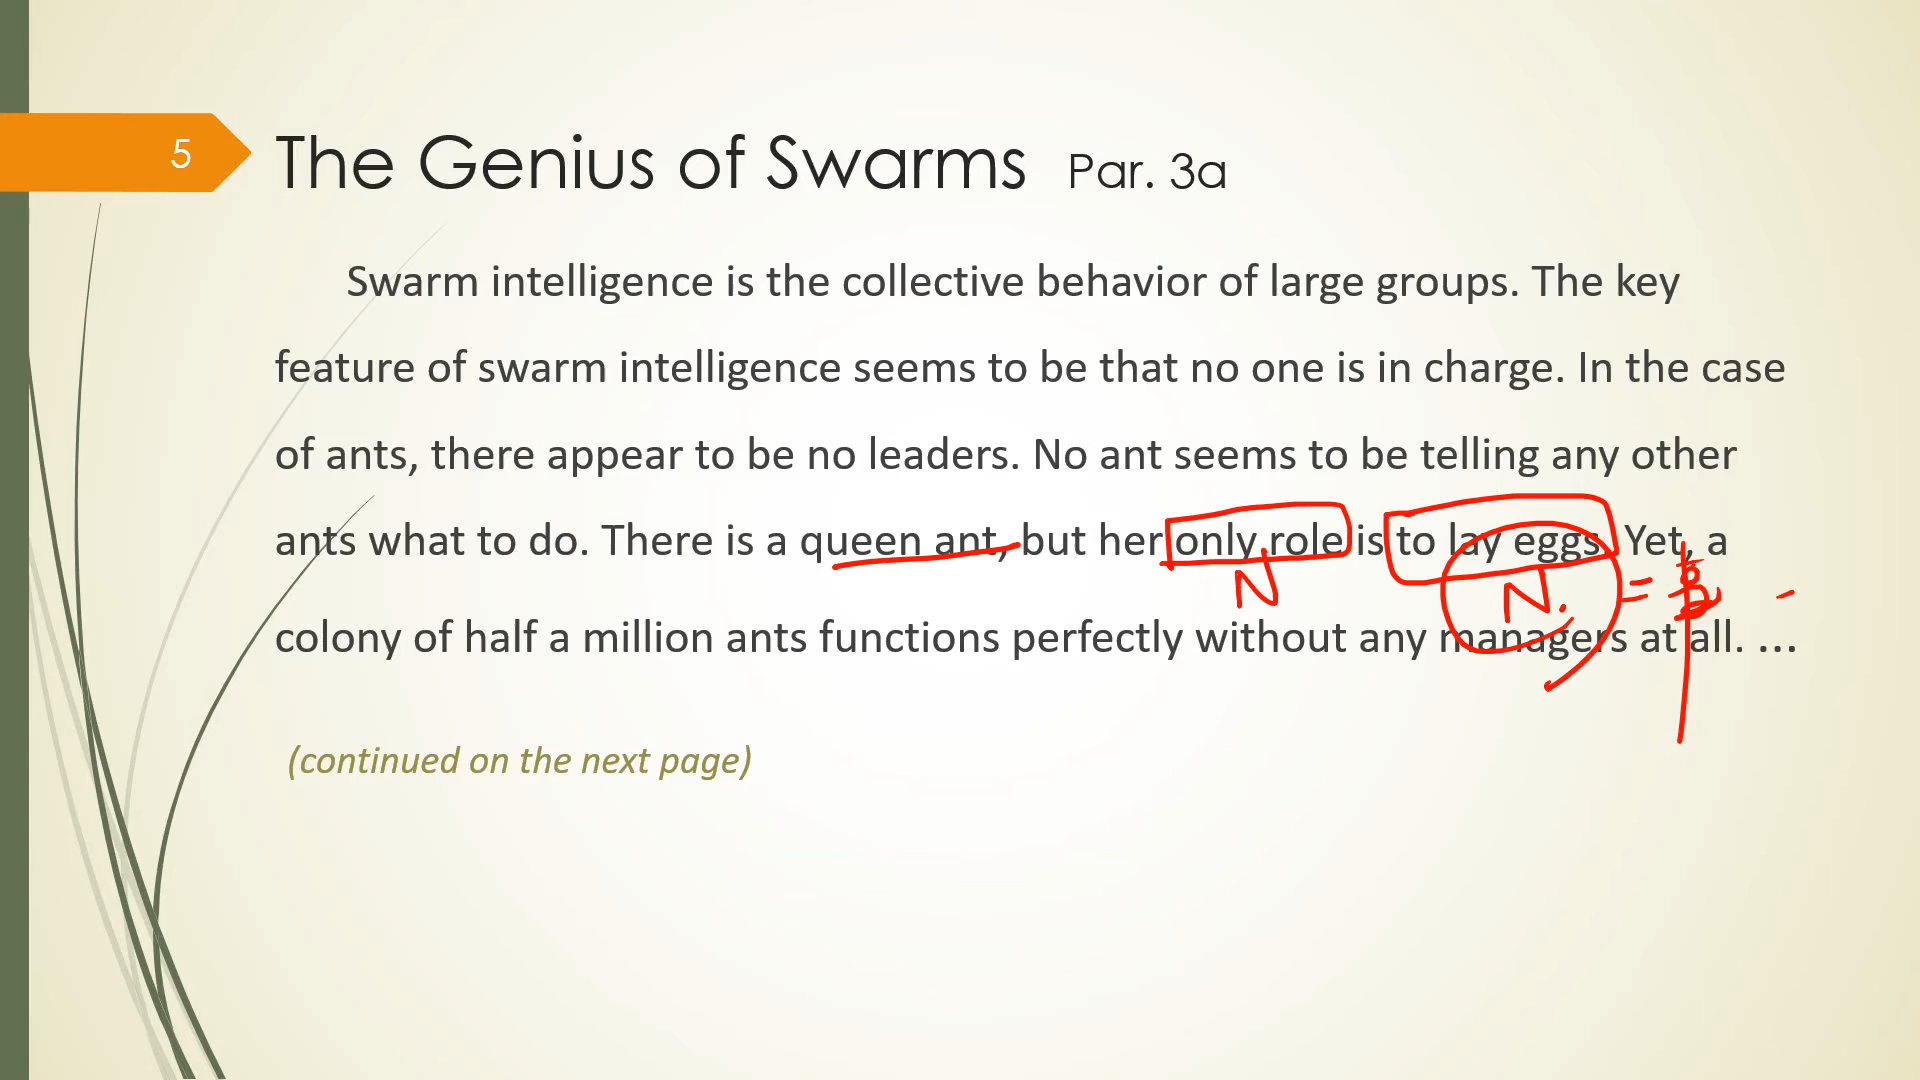 5
The Genius of Swarms Par. 3a
Swarm intelligence is the collective behavior of large groups. The key
feature of swarm intelligence seems to be that no one is in charge. In the case
of ants, there appear to be no leaders. No ant seems to be telling any other
ants what to do. There is a queen ant, but her only role is to lay eggs. Yet, a
N N. =
colony of half a million ants functions perfectly without any managers at all. ...
(continued on the next page)